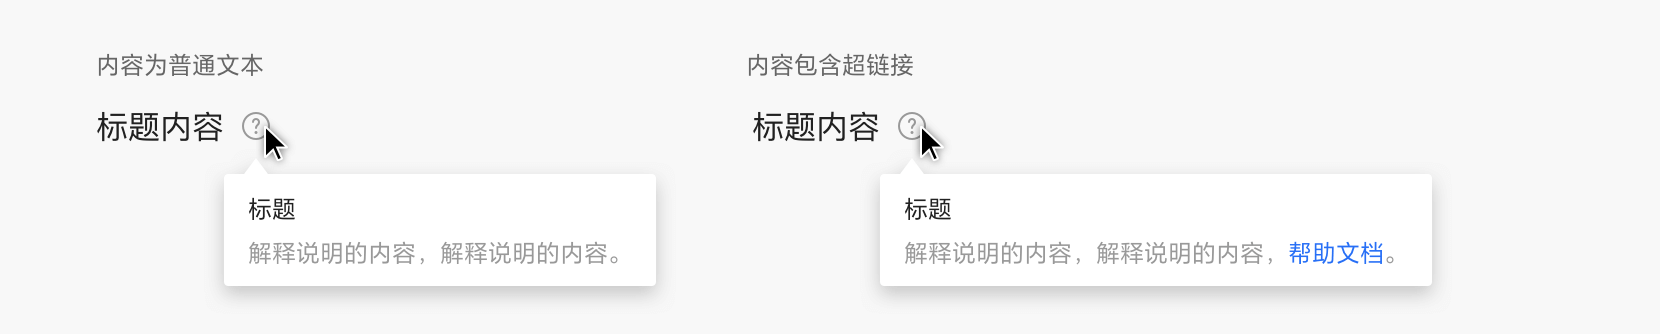 内容为普通文本
标题内容 ?
标题
解释说明的内容，解释说明的内容。
内容包含超链接
标题内容 ?
标题
解释说明的内容，解释说明的内容，帮助文档。